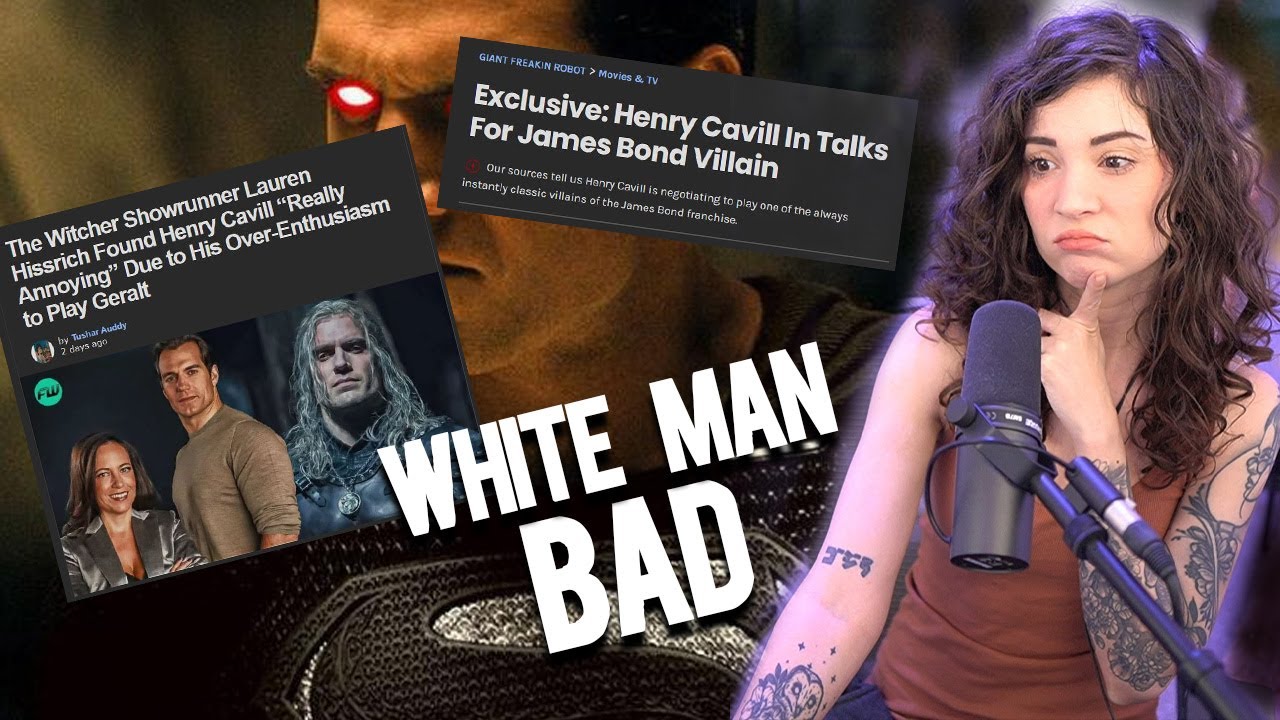 The Witcher Showrunner Lauren
Hissrich Found Henry Cavill “Really
Annoying” Due to His Over-Enthusiasm
to Play Geralt
by Tushar Auddy
2 days ago
FW
GIANT FREAKIN ROBOT > Movies & TV
Exclusive: Henry Cavill In Talks
For James Bond Villain
Our sources tell us Henry Cavill is negotiating to play one of the always
instantly classic villains of the James Bond franchise.
WHITE MAN
BAD